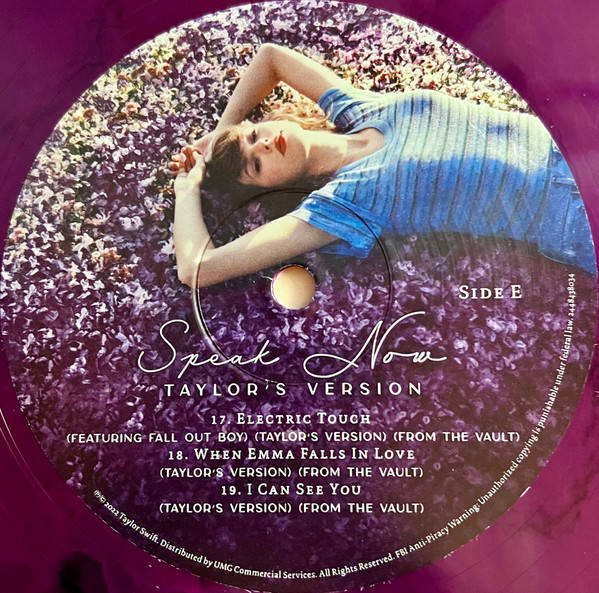 Side E
Speak Now
TAYLOR'S VERSION
17. Electric Touch
(FEATURING FALL OUT BOY) (TAYLOR'S VERSION) (FROM THE VAULT)
18. When Emma Falls In Love
(TAYLOR'S VERSION) (FROM THE VAULT)
19. I Can See You
(TAYLOR'S VERSION) (FROM THE VAULT)
℗© 2022 Taylor Swift. Distributed by UMG Commercial Services. All Rights Reserved. FBI Anti-Piracy Warning: Unauthorized copying is punishable under federal law. 2448438034